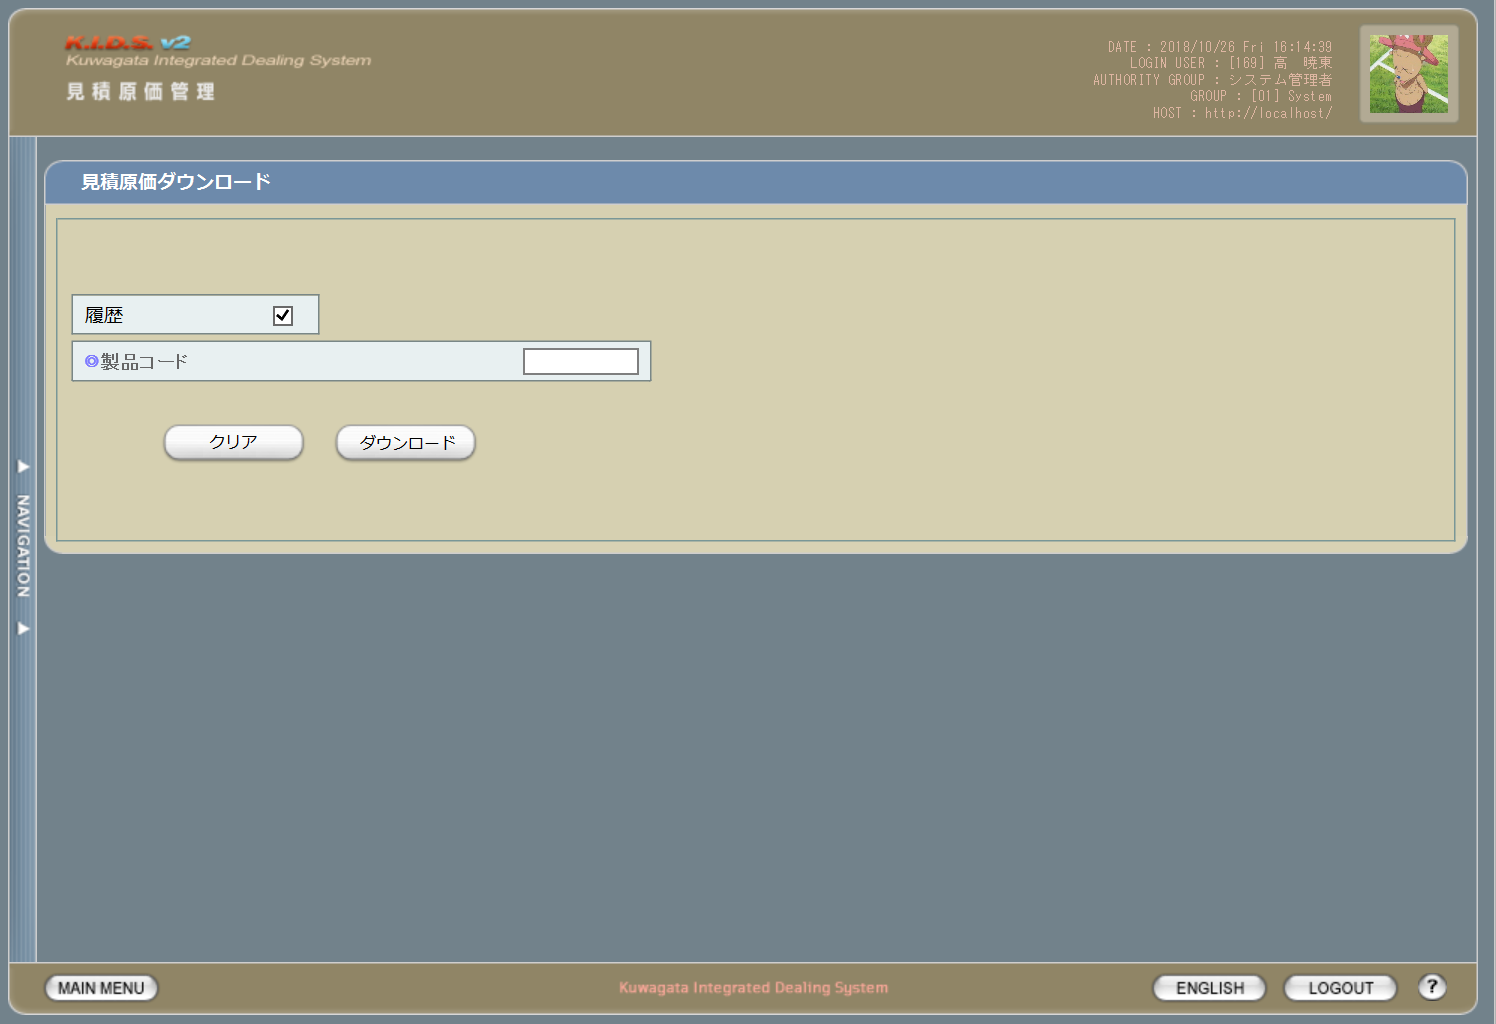 K.I.D.S. v2
Kuwagata Integrated Dealing System
見積原価管理
DATE : 2018/10/26 Fri 16:14:39
LOGIN USER : [169] 高　暁東
AUTHORITY GROUP : システム管理者
GROUP : [01] System
HOST : http://localhost/
見積原価ダウンロード
履歴
◎製品コード
クリア ダウンロード
NAVIGATION
MAIN MENU
Kuwagata Integrated Dealing System
ENGLISH
LOGOUT
?